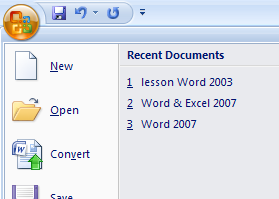 Recent Documents
New
1 lesson Word 2003
2 Word & Excel 2007
Open
3 Word 2007
Convert
Save